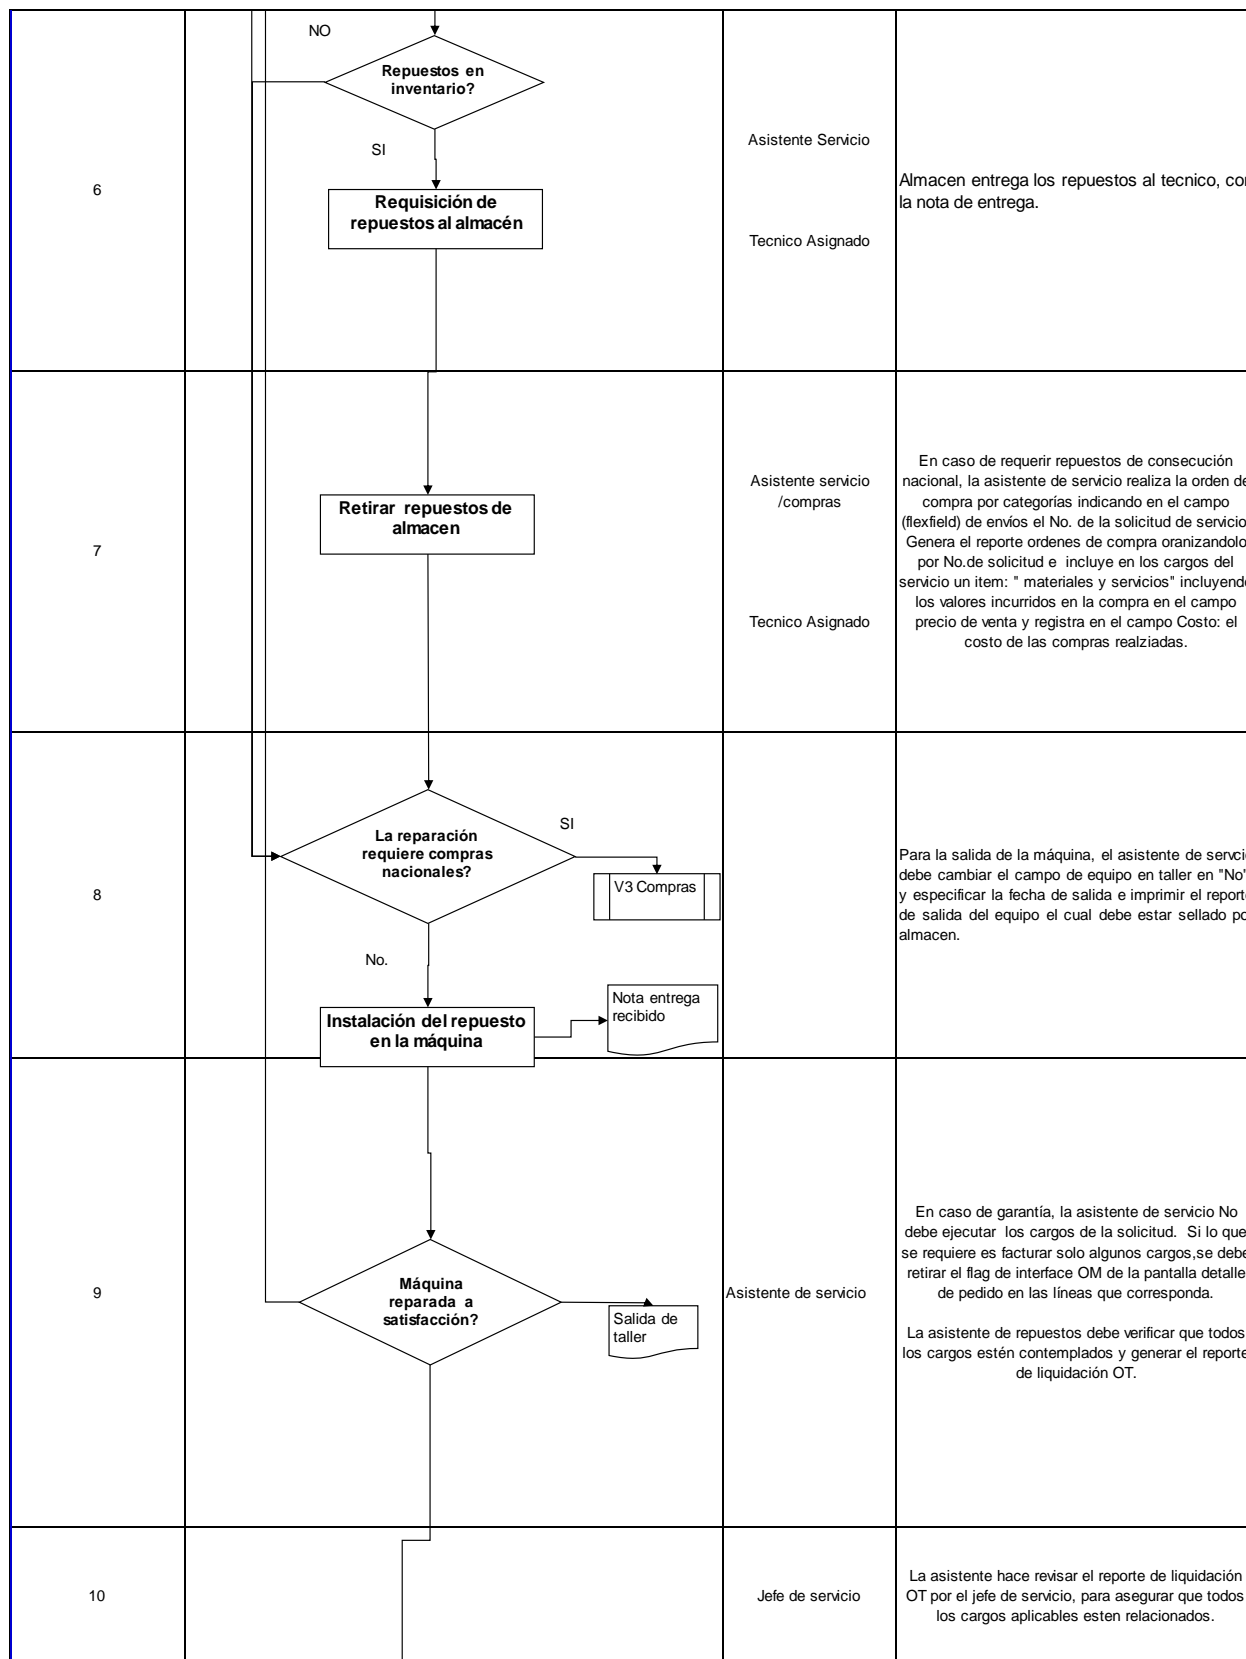 6
NO
Repuestos en
inventario?
SI
Requisición de
repuestos al almacén
Asistente Servicio
Tecnico Asignado
Almacen entrega los repuestos al tecnico,
la nota de entrega.
7
Retirar repuestos de
almacen
Asistente servicio
/compras
Tecnico Asignado
En caso de requerir repuestos de consecución
nacional, la asistente de servicio realiza la orden
compra por categorías indicando en el campo
(flexfield) de envíos el No. de la solicitud de servicio
Genera el reporte ordenes de compra oranizandolo
por No.de solicitud e incluye en los cargos del
servicio un item: " materiales y servicios"
los valores incurridos en la compra en el campo
precio de venta y registra en el campo Costo: el
costo de las compras realziadas.
8
La reparación
requiere compras
nacionales?
SI
V3 Compras
No.
Instalación del repuesto
en la máquina
Nota entrega
recibido
Para la salida de la máquina, el asistente de
debe cambiar el campo de equipo en taller en "No"
y especificar la fecha de salida e imprimir el
de salida del equipo el cual debe estar sellado
almacen.
9
Máquina
reparada a
satisfacción?
Salida de
taller
Asistente de servicio
En caso de garantía, la asistente de servicio No
debe ejecutar los cargos de la solicitud. Si lo que
se requiere es facturar solo algunos cargos,se debe
retirar el flag de interface OM de la pantalla detalle
de pedido en las líneas que corresponda.
La asistente de repuestos debe verificar que todos
los cargos estén contemplados y generar el reporte
de liquidación OT.
10
Jefe de servicio
La asistente hace revisar el reporte de liquidación
OT por el jefe de servicio, para asegurar que todos
los cargos aplicables esten relacionados.